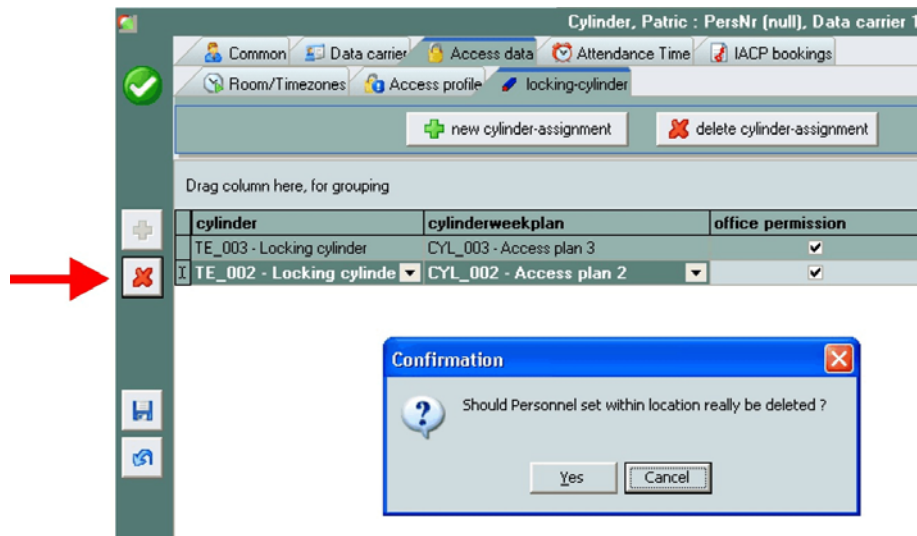 Cylinder, Patric : PersNr (null), Data carrier
Common Data carrier Access data Attendance Time IACP bookings
Room/Timezones Access profile locking-cylinder
new cylinder-assignment delete cylinder-assignment
Drag column here, for grouping
cylinder cylinderweekplan office permission
TE_003 - Locking cylinder CYL_003 - Access plan 3
TE_002 - Locking cylinde CYL_002 - Access plan 2
Confirmation
Should Personnel set within location really be deleted ?
Yes Cancel